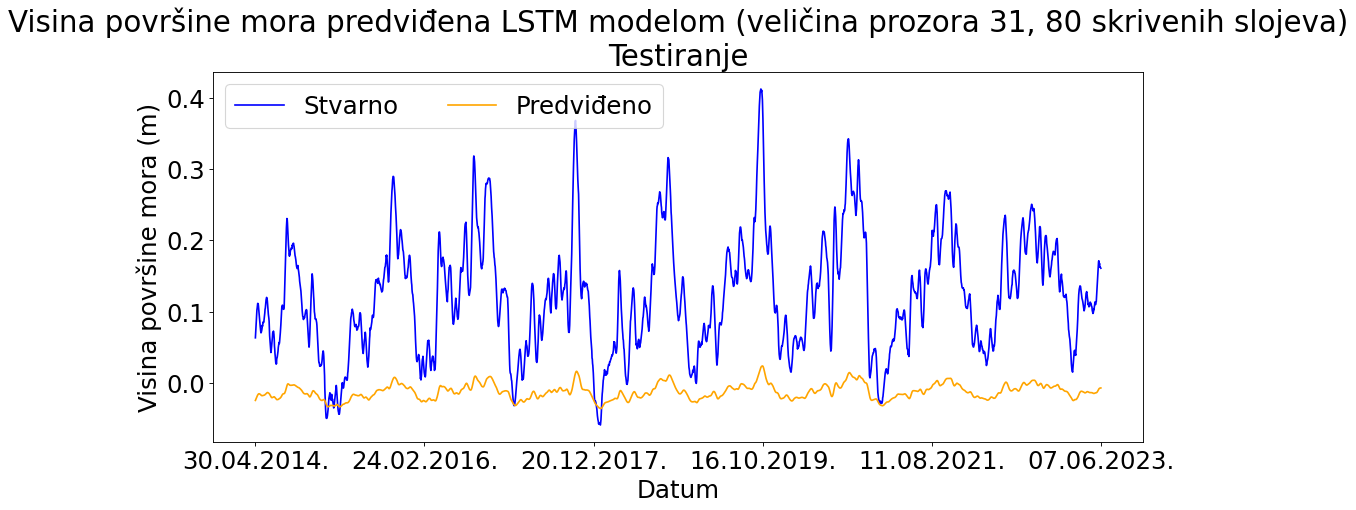 Visina površine mora predviđena LSTM modelom (veličina prozora 31, 80 skrivenih slojeva)
Testiranje
Stvarno Predviđeno
Visina površine mora (m)
0.4
0.3
0.2
0.1
0.0
30.04.2014. 24.02.2016. 20.12.2017. 16.10.2019. 11.08.2021. 07.06.2023.
Datum